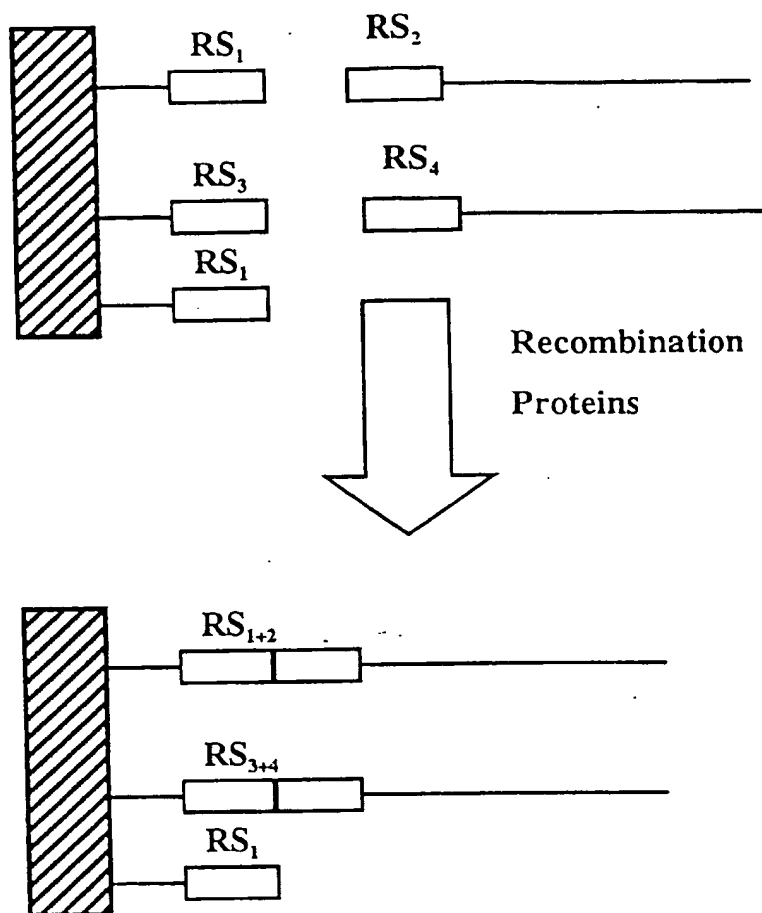 RS₁
RS₂
RS₃
RS₄
RS₁
Recombination
Proteins
RS₁₊₂
RS₃₊₄
RS₁